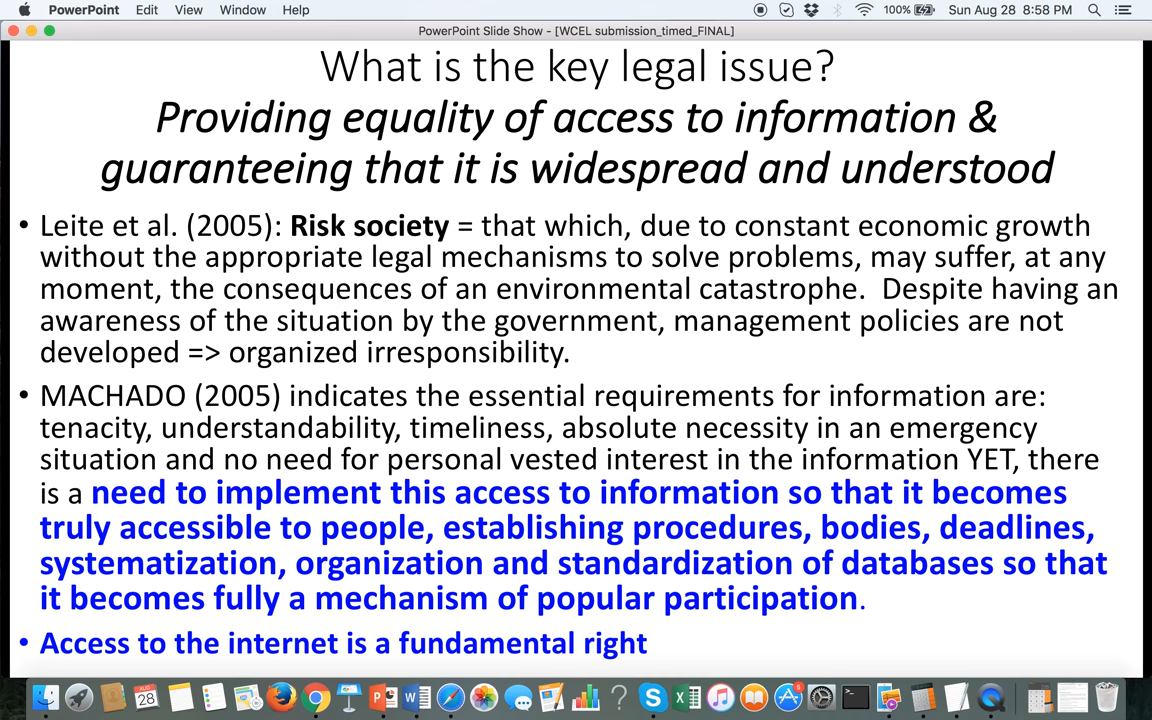 PowerPoint Edit View Window Help 100% Sun Aug 28 8:58 PM
PowerPoint Slide Show - [WCEL submission_timed_FINAL]
What is the key legal issue?
Providing equality of access to information &
guaranteeing that it is widespread and understood
• Leite et al. (2005): Risk society = that which, due to constant economic growth
without the appropriate legal mechanisms to solve problems, may suffer, at any
moment, the consequences of an environmental catastrophe. Despite having an
awareness of the situation by the government, management policies are not
developed => organized irresponsibility.
• MACHADO (2005) indicates the essential requirements for information are:
tenacity, understandability, timeliness, absolute necessity in an emergency
situation and no need for personal vested interest in the information YET, there
is a need to implement this access to information so that it becomes
truly accessible to people, establishing procedures, bodies, deadlines,
systematization, organization and standardization of databases so that
it becomes fully a mechanism of popular participation.
• Access to the internet is a fundamental right